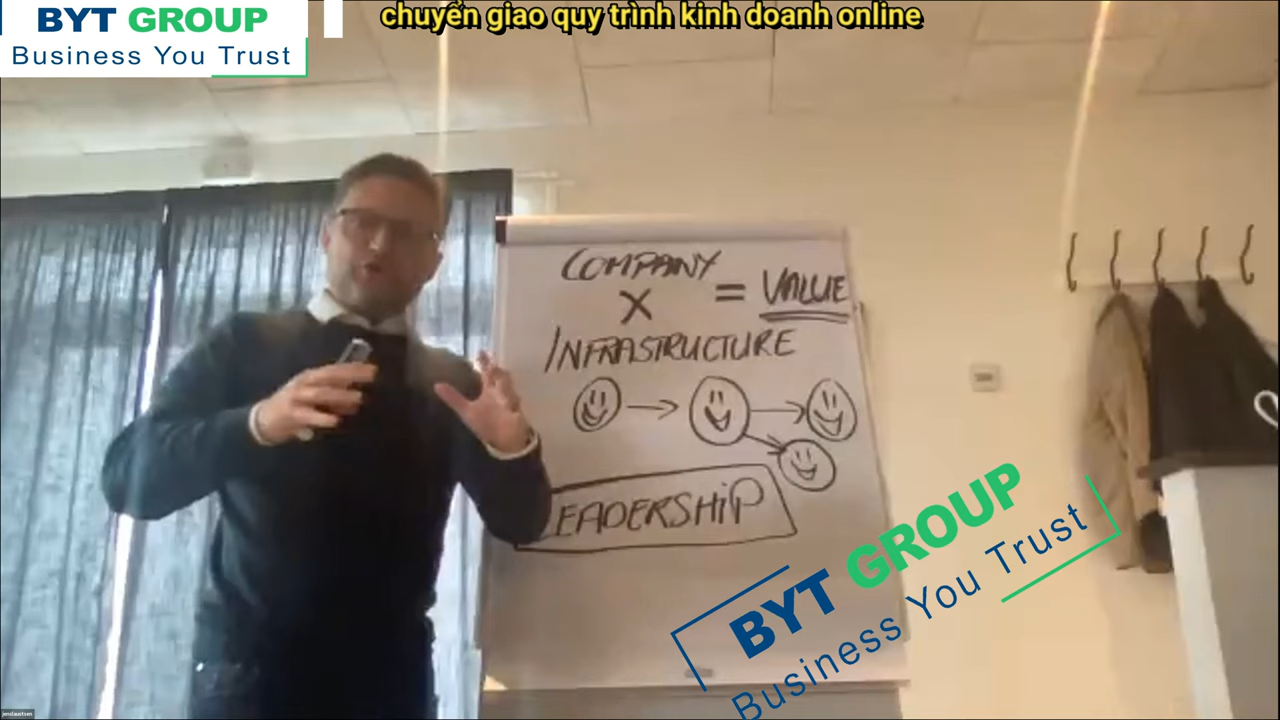 BYT GROUP
Business You Trust
chuyển giao quy trình kinh doanh online
COMPANY
X
= VALUE
INFRASTRUCTURE
LEADERSHIP
BYT GROUP
Business You Trust